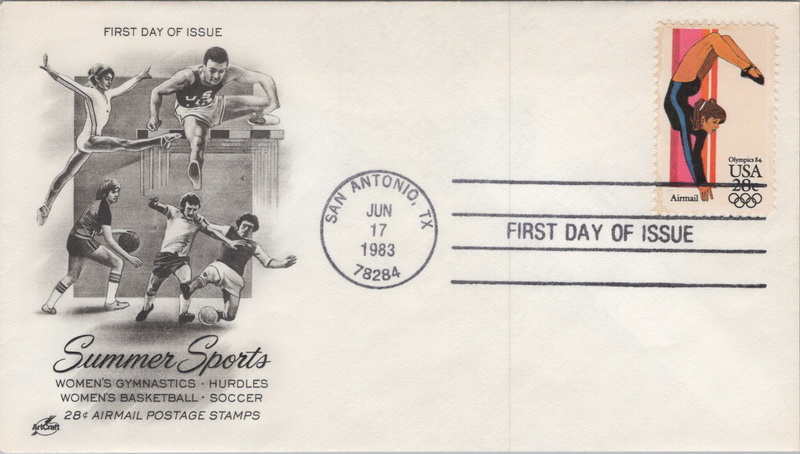 FIRST DAY OF ISSUE
US
Summer Sports
WOMEN'S GYMNASTICS · HURDLES
WOMEN'S BASKETBALL · SOCCER
28¢ AIRMAIL POSTAGE STAMPS
ArtCraft
SAN ANTONIO, TX
JUN
17
1983
78284
FIRST DAY OF ISSUE
Olympics 84
USA
28c
Airmail